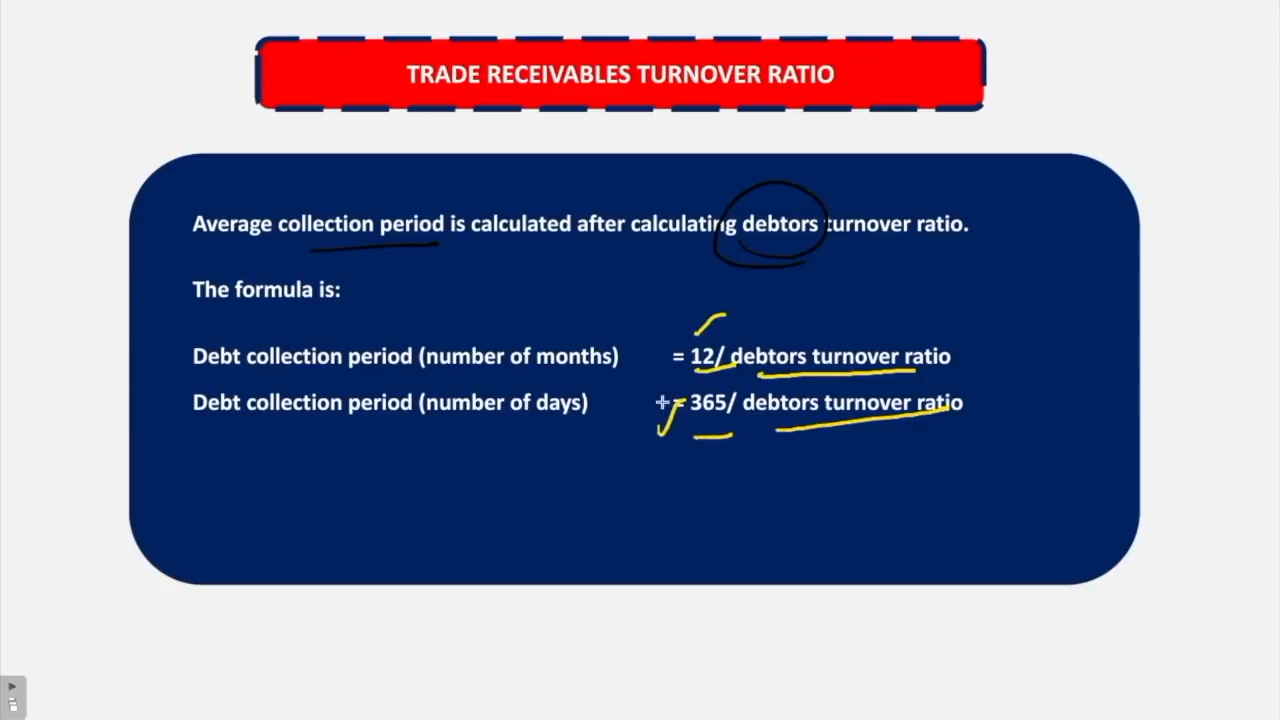 TRADE RECEIVABLES TURNOVER RATIO
Average collection period is calculated after calculating debtors turnover ratio.
The formula is:
Debt collection period (number of months) = 12/ debtors turnover ratio
Debt collection period (number of days) = 365/ debtors turnover ratio